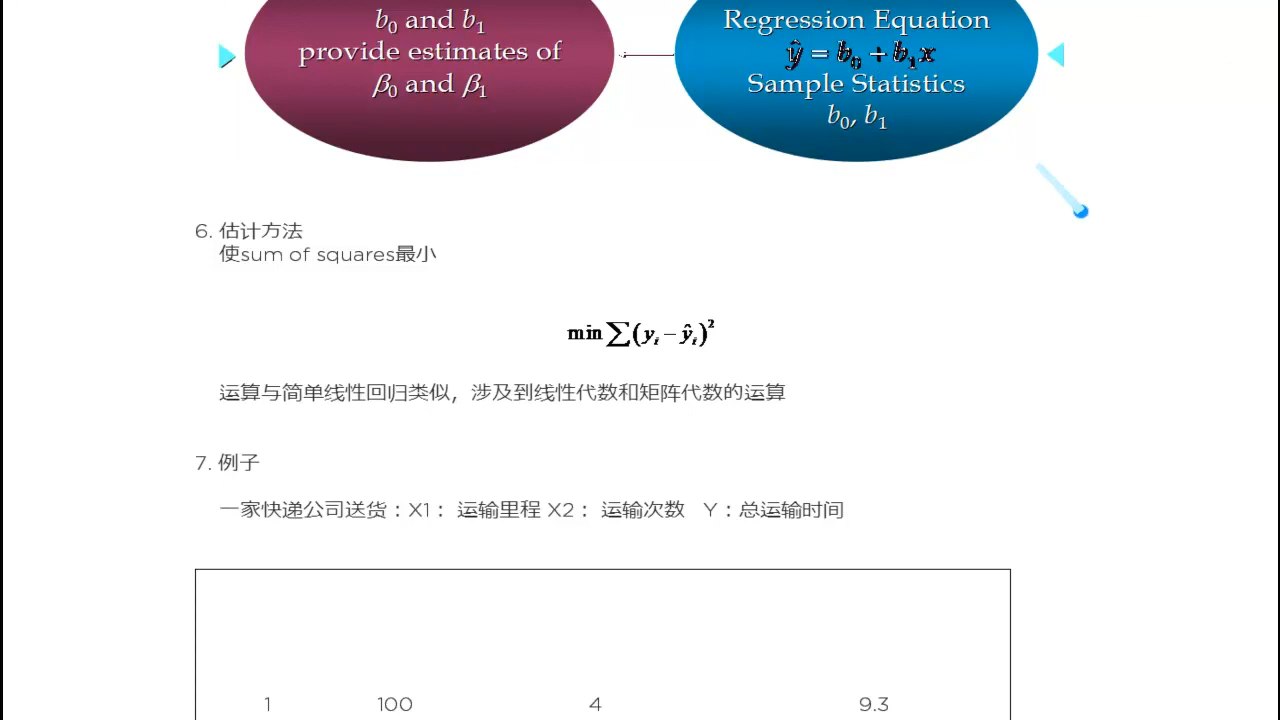 b₀ and b₁
provide estimates of
β₀ and β₁
Regression Equation
ŷ = b₀ + b₁x
Sample Statistics
b₀, b₁
6. 估计方法
使sum of squares最小
min∑(yᵢ − ŷᵢ)²
运算与简单线性回归类似，涉及到线性代数和矩阵代数的运算
7. 例子
一家快递公司送货：X1： 运输里程 X2： 运输次数 Y：总运输时间
1 100 4 9.3